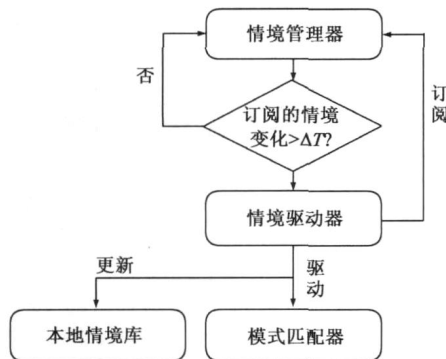 情境管理器
否
订阅
订阅的情境
变化>ΔT?
情境驱动器
更新
驱动
本地情境库
模式匹配器